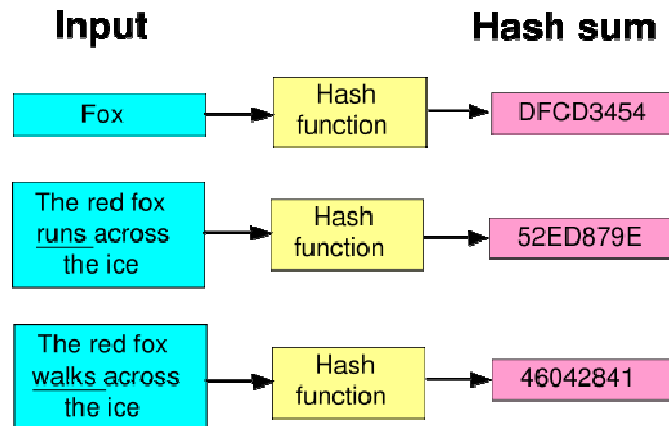 Input
Hash sum
Fox
Hash
function
DFCD3454
The red fox
runs across
the ice
Hash
function
52ED879E
The red fox
walks across
the ice
Hash
function
46042841